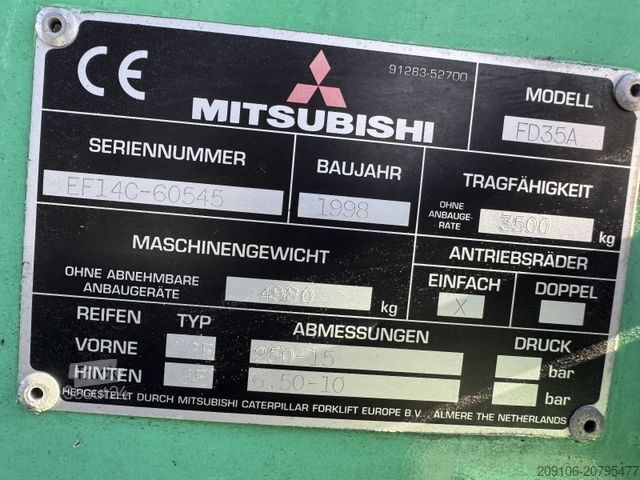 CE
91283-52700
MITSUBISHI
MODELL
FD35A
SERIENNUMMER
EF14C-60545
BAUJAHR
1998
TRAGFÄHIGKEIT
OHNE ANBAUGE- RÄTE 3500 kg
MASCHINENGEWICHT
OHNE ABNEHMBARE
ANBAUGERÄTE 4980 kg
ANTRIEBSRÄDER
EINFACH X DOPPEL
REIFEN TYP ABMESSUNGEN DRUCK
VORNE 250-15 bar
HINTEN 6.50-10 bar
HERGESTELLT DURCH MITSUBISHI CATERPILLAR FORKLIFT EUROPE B.V. ALMERE THE NETHERLANDS
209106-20795477